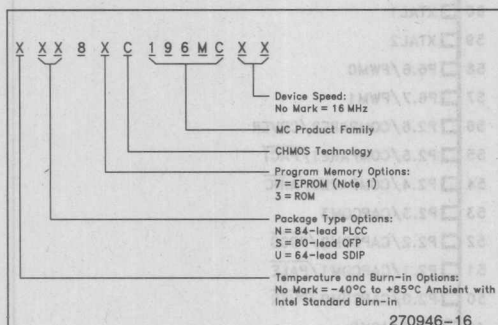 X XX 8 X C 196MC X X
Device Speed:
No Mark = 16 MHz
MC Product Family
CHMOS Technology
Program Memory Options:
7 = EPROM (Note 1)
3 = ROM
Package Type Options:
N = 84-lead PLCC
S = 80-lead QFP
U = 64-lead SDIP
Temperature and Burn-in Options:
No Mark = −40°C to +85°C Ambient with
Intel Standard Burn-in
270946-16